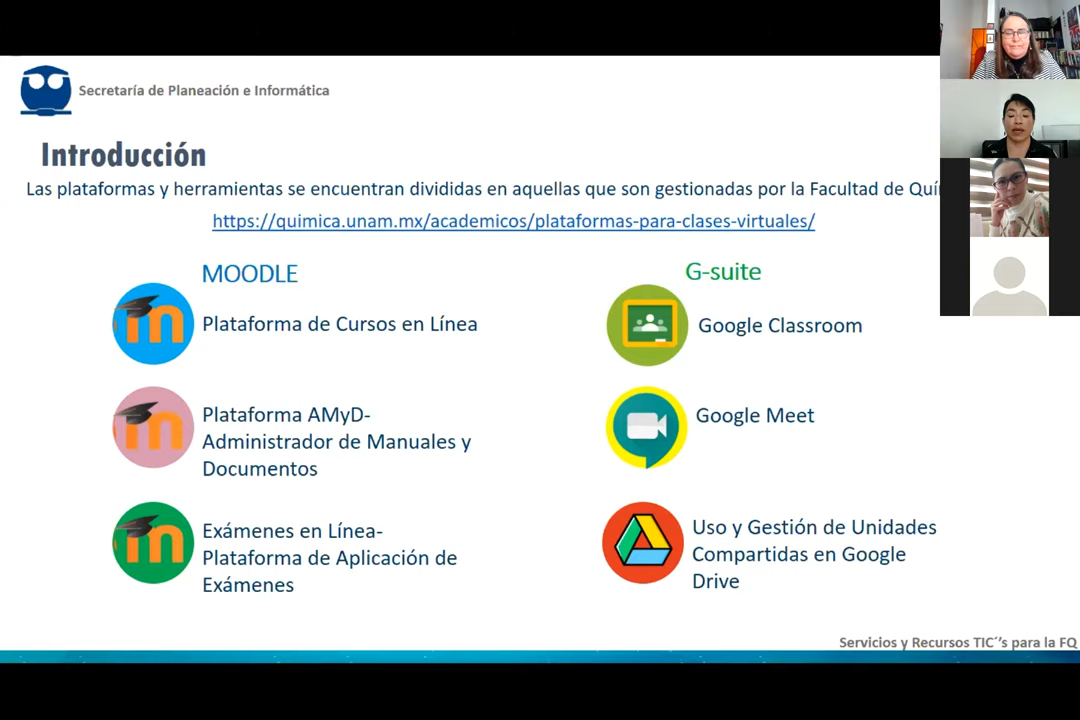 Secretaría de Planeación e Informática
Introducción
Las plataformas y herramientas se encuentran divididas en aquellas que son gestionadas por la Facultad de
https://quimica.unam.mx/academicos/plataformas-para-clases-virtuales/
MOODLE
Plataforma de Cursos en Línea
Plataforma AMyD-
Administrador de Manuales y
Documentos
Exámenes en Línea-
Plataforma de Aplicación de
Exámenes
G-suite
Google Classroom
Google Meet
Uso y Gestión de Unidades
Compartidas en Google
Drive
Servicios y Recursos TIC´'s para la FQ